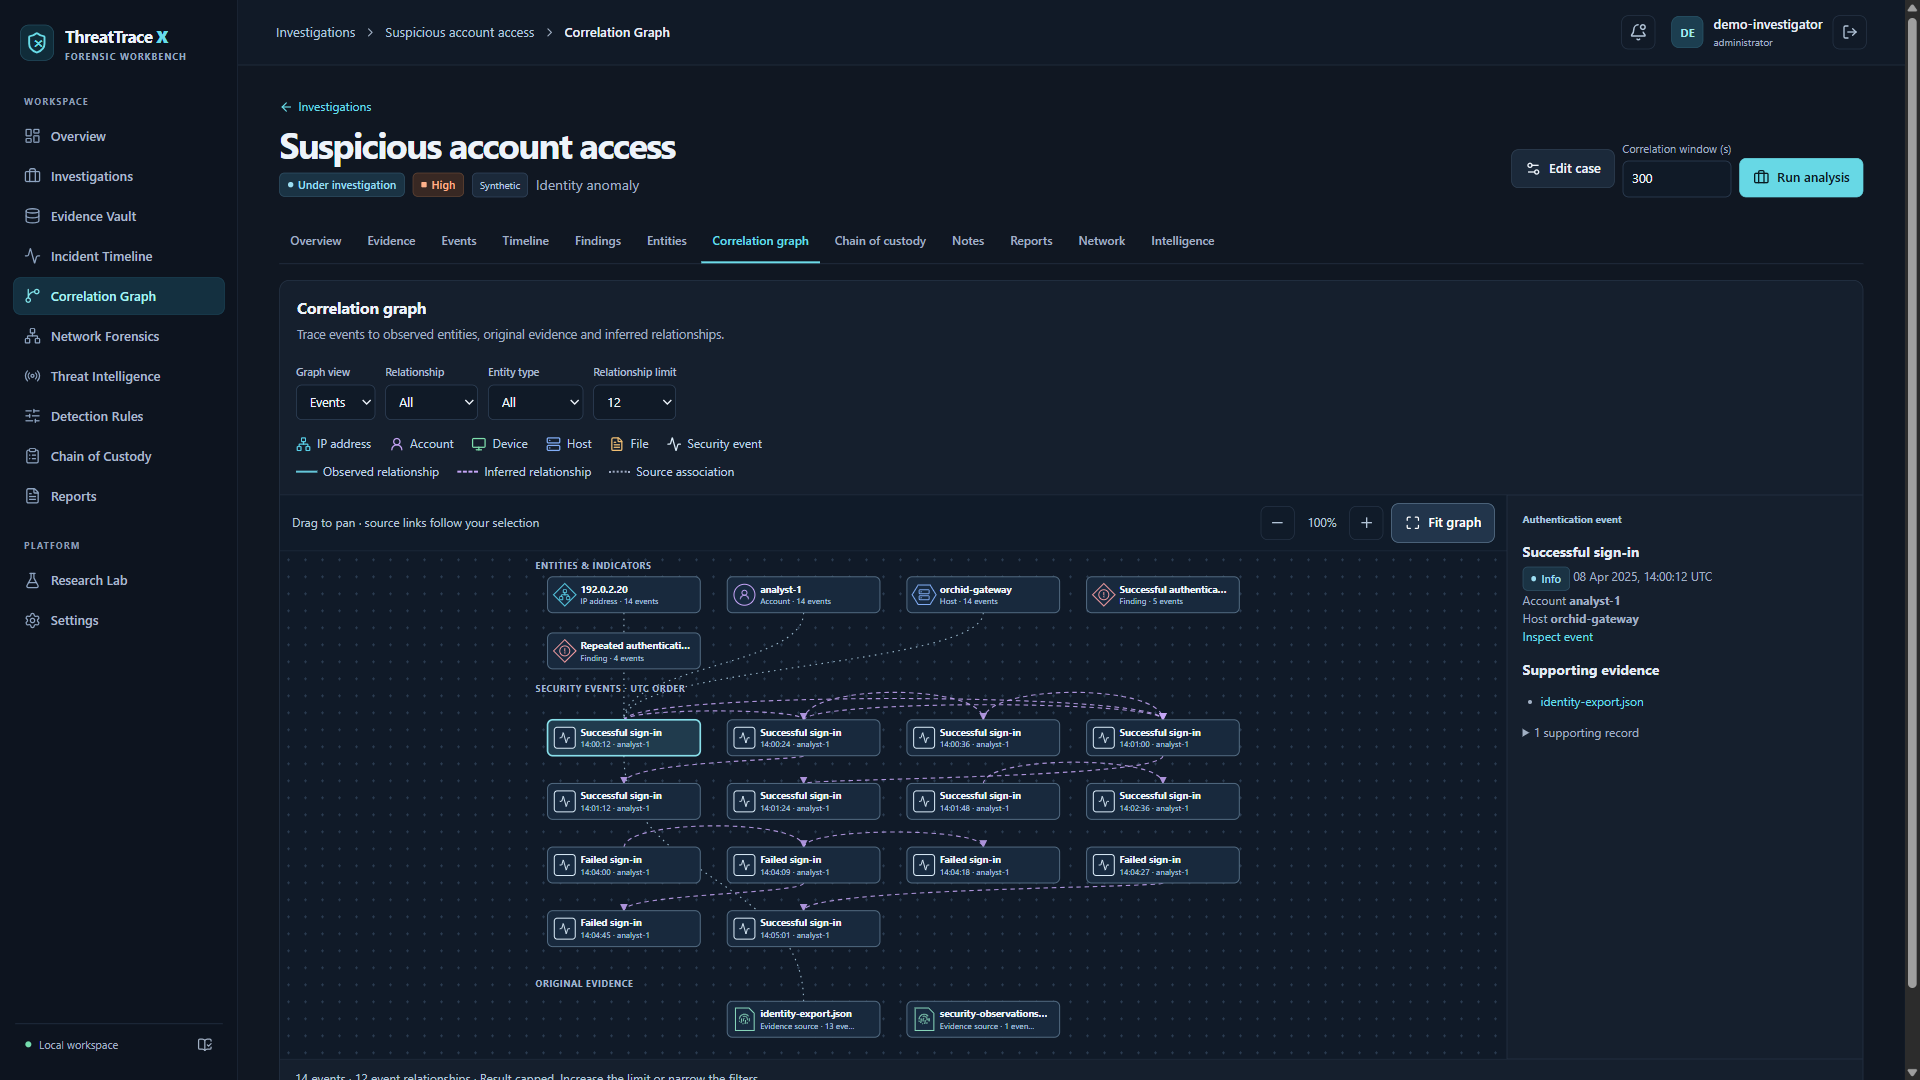 ThreatTrace X
FORENSIC WORKBENCH
WORKSPACE
Overview
Investigations
Evidence Vault
Incident Timeline
Correlation Graph
Network Forensics
Threat Intelligence
Detection Rules
Chain of Custody
Reports
PLATFORM
Research Lab
Settings
Local workspace
Investigations > Suspicious account access > Correlation Graph
DE
demo-investigator
administrator
← Investigations
Suspicious account access
Under investigation
High
Synthetic
Identity anomaly
Edit case
Correlation window (s)
300
Run analysis
Overview Evidence Events Timeline Findings Entities Correlation graph Chain of custody Notes Reports Network Intelligence
Correlation graph
Trace events to observed entities, original evidence and inferred relationships.
Graph view Relationship Entity type Relationship limit
Events All All 12
IP address Account Device Host File Security event
Observed relationship Inferred relationship Source association
Drag to pan · source links follow your selection
− 100% + Fit graph
ENTITIES & INDICATORS
192.0.2.20
IP address · 14 events
analyst-1
Account · 14 events
orchid-gateway
Host · 14 events
Successful authentica...
Finding · 5 events
Repeated authenticati...
Finding · 4 events
SECURITY EVENTS · UTC ORDER
Successful sign-in
14:00:12 · analyst-1
Successful sign-in
14:00:24 · analyst-1
Successful sign-in
14:00:36 · analyst-1
Successful sign-in
14:01:00 · analyst-1
Successful sign-in
14:01:12 · analyst-1
Successful sign-in
14:01:24 · analyst-1
Successful sign-in
14:01:48 · analyst-1
Successful sign-in
14:02:36 · analyst-1
Failed sign-in
14:04:00 · analyst-1
Failed sign-in
14:04:09 · analyst-1
Failed sign-in
14:04:18 · analyst-1
Failed sign-in
14:04:27 · analyst-1
Failed sign-in
14:04:45 · analyst-1
Successful sign-in
14:05:01 · analyst-1
ORIGINAL EVIDENCE
identity-export.json
Evidence source · 13 eve...
security-observations...
Evidence source · 1 even...
Authentication event
Successful sign-in
Info 08 Apr 2025, 14:00:12 UTC
Account analyst-1
Host orchid-gateway
Inspect event
Supporting evidence
• identity-export.json
1 supporting record
14 events · 12 event relationships · Result capped. Increase the limit or narrow the filters.